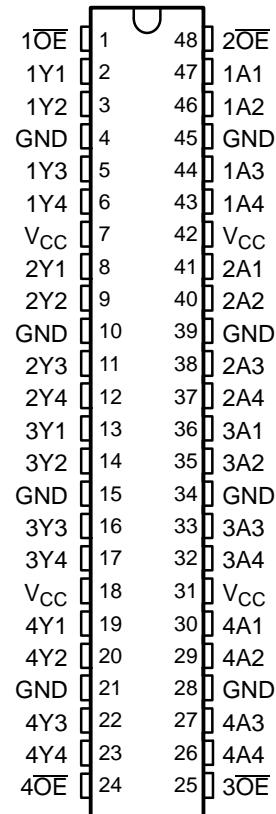 1O̅E̅ 1 48 2O̅E̅
1Y1 2 47 1A1
1Y2 3 46 1A2
GND 4 45 GND
1Y3 5 44 1A3
1Y4 6 43 1A4
VCC 7 42 VCC
2Y1 8 41 2A1
2Y2 9 40 2A2
GND 10 39 GND
2Y3 11 38 2A3
2Y4 12 37 2A4
3Y1 13 36 3A1
3Y2 14 35 3A2
GND 15 34 GND
3Y3 16 33 3A3
3Y4 17 32 3A4
VCC 18 31 VCC
4Y1 19 30 4A1
4Y2 20 29 4A2
GND 21 28 GND
4Y3 22 27 4A3
4Y4 23 26 4A4
4O̅E̅ 24 25 3O̅E̅